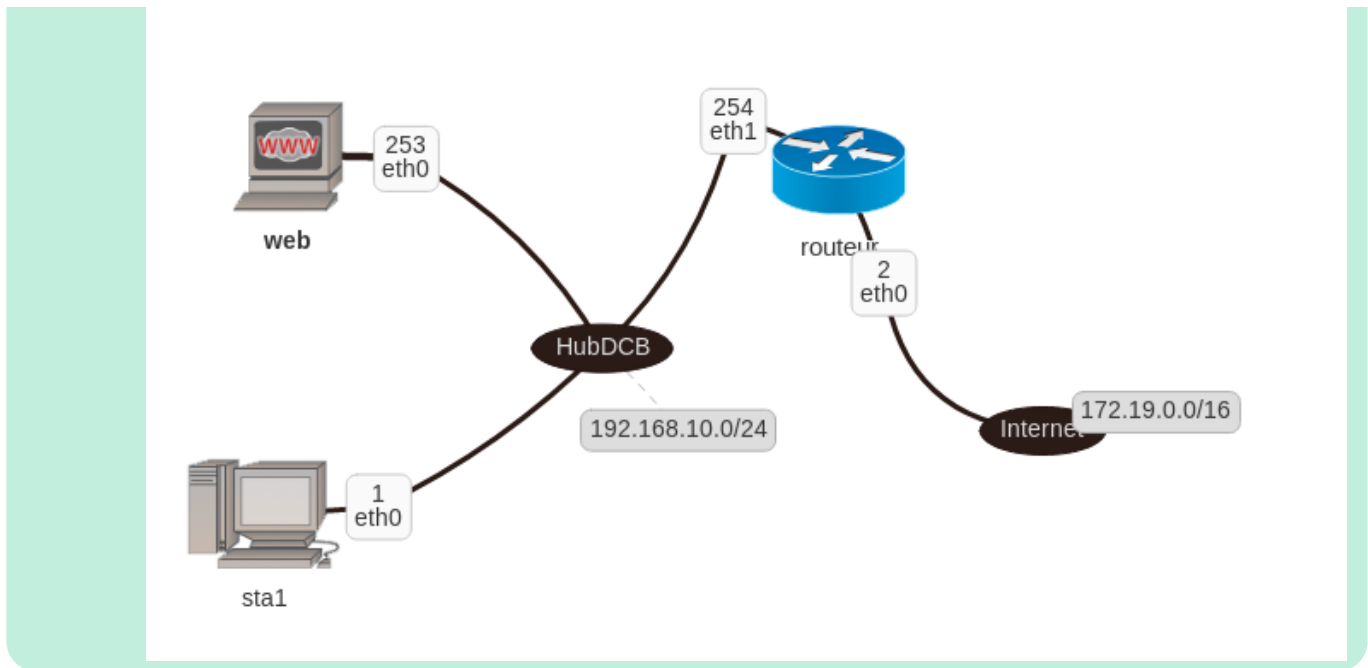 254
eth1
WWW
253
eth0
web
routeur
2
eth0
HubDCB
172.19.0.0/16
192.168.10.0/24
Internet
1
eth0
sta1